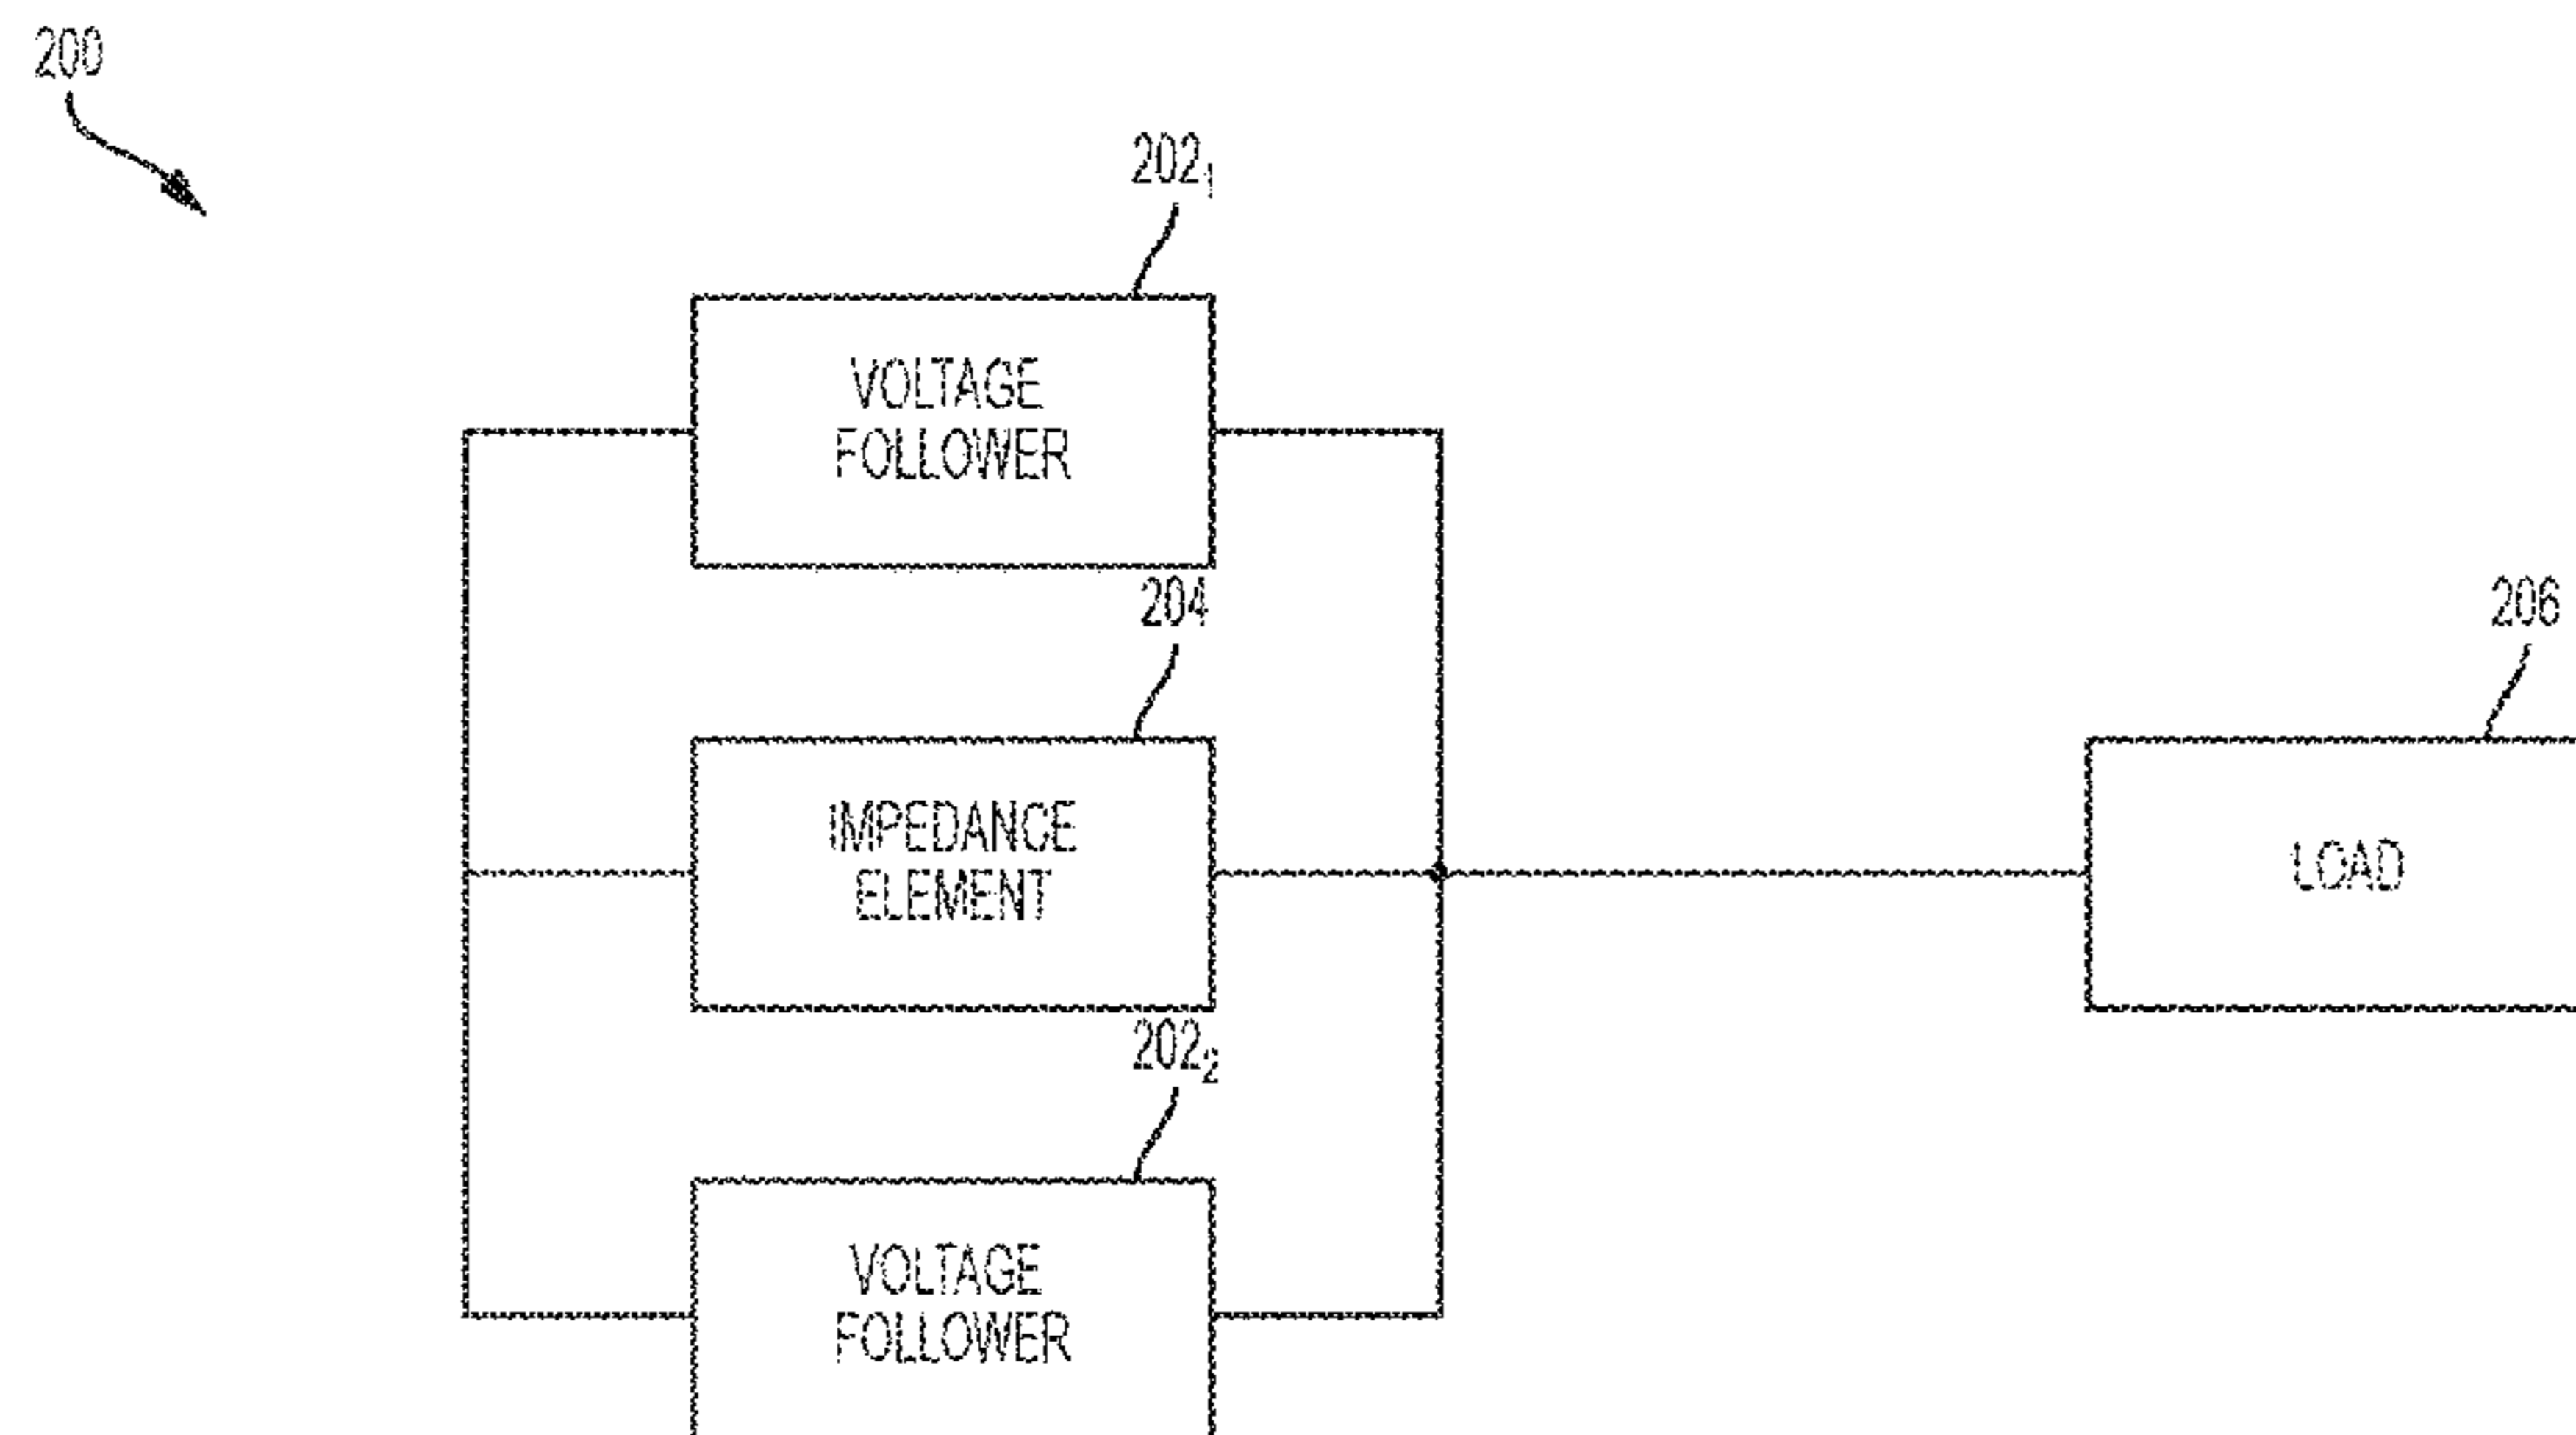 200
202₁
VOLTAGE
FOLLOWER
204
206
IMPEDANCE
ELEMENT
LOAD
202₂
VOLTAGE
FOLLOWER